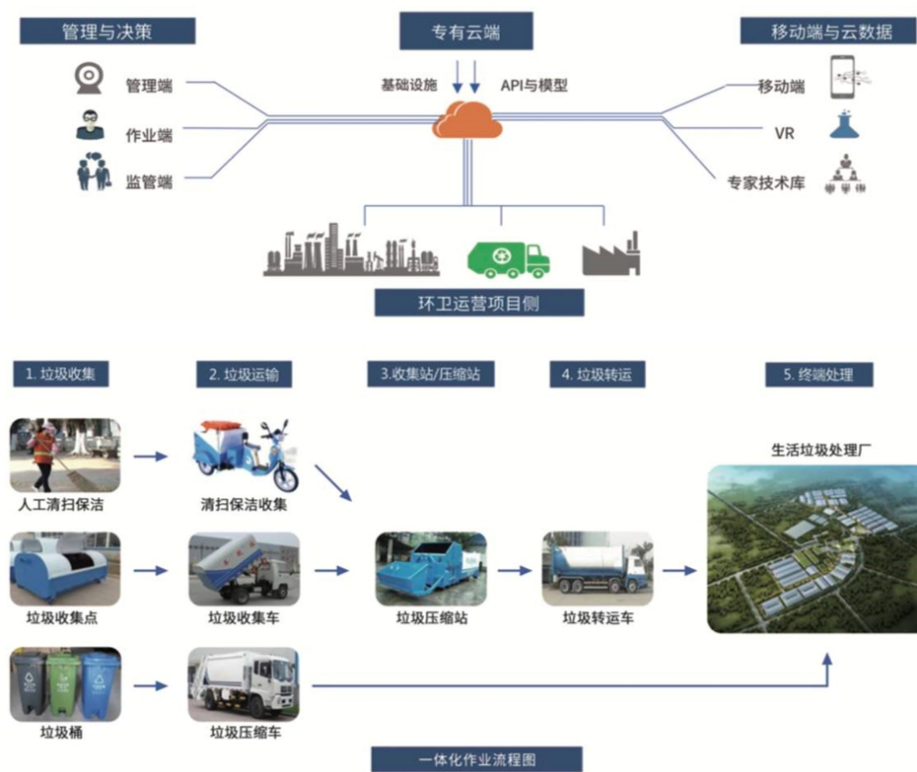 管理与决策
专有云端
移动端与云数据
管理端
基础设施
API与模型
移动端
作业端
VR
监管端
专家技术库
环卫运营项目侧
1. 垃圾收集
2. 垃圾运输
3.收集站/压缩站
4. 垃圾转运
5. 终端处理
生活垃圾处理厂
人工清扫保洁
清扫保洁收集
垃圾收集点
垃圾收集车
垃圾压缩站
垃圾转运车
垃圾桶
垃圾压缩车
一体化作业流程图